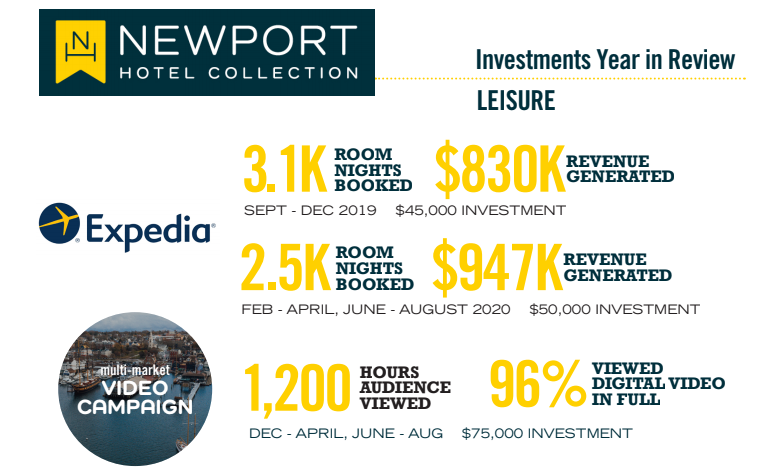 NEWPORT
HOTEL COLLECTION
Investments Year in Review
LEISURE
Expedia®
3.1K ROOM NIGHTS BOOKED $830K REVENUE GENERATED
SEPT - DEC 2019 $45,000 INVESTMENT
2.5K ROOM NIGHTS BOOKED $947K REVENUE GENERATED
FEB - APRIL, JUNE - AUGUST 2020 $50,000 INVESTMENT
multi-market
VIDEO
CAMPAIGN
1,200 HOURS AUDIENCE VIEWED 96% VIEWED DIGITAL VIDEO IN FULL
DEC - APRIL, JUNE - AUG $75,000 INVESTMENT